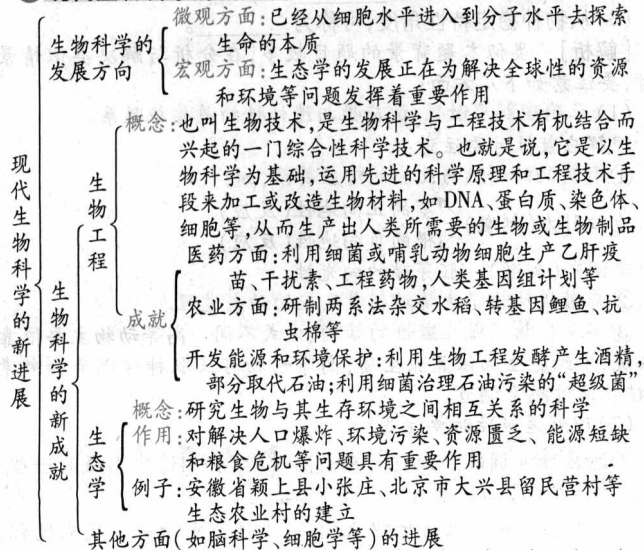 微观方面:已经从细胞水平进入到分子水平去探索
生命的本质
生物科学的
发展方向
宏观方面:生态学的发展正在为解决全球性的资源
和环境等问题发挥着重要作用
现代生物科学的新进展
生物科学的新成就
生物工程
概念:也叫生物技术,是生物科学与工程技术有机结合而
兴起的一门综合性科学技术。也就是说,它是以生
物科学为基础,运用先进的科学原理和工程技术手
段来加工或改造生物材料,如 DNA、蛋白质、染色体、
细胞等,从而生产出人类所需要的生物或生物制品
成就
医药方面:利用细菌或哺乳动物细胞生产乙肝疫
苗、干扰素、工程药物,人类基因组计划等
农业方面:研制两系法杂交水稻、转基因鲤鱼、抗
虫棉等
开发能源和环境保护:利用生物工程发酵产生酒精,
部分取代石油;利用细菌治理石油污染的“超级菌”
生态学
概念:研究生物与其生存环境之间相互关系的科学
作用:对解决人口爆炸、环境污染、资源匮乏、能源短缺
和粮食危机等问题具有重要作用
例子:安徽省颍上县小张庄、北京市大兴县留民营村等
生态农业村的建立
其他方面(如脑科学、细胞学等)的进展